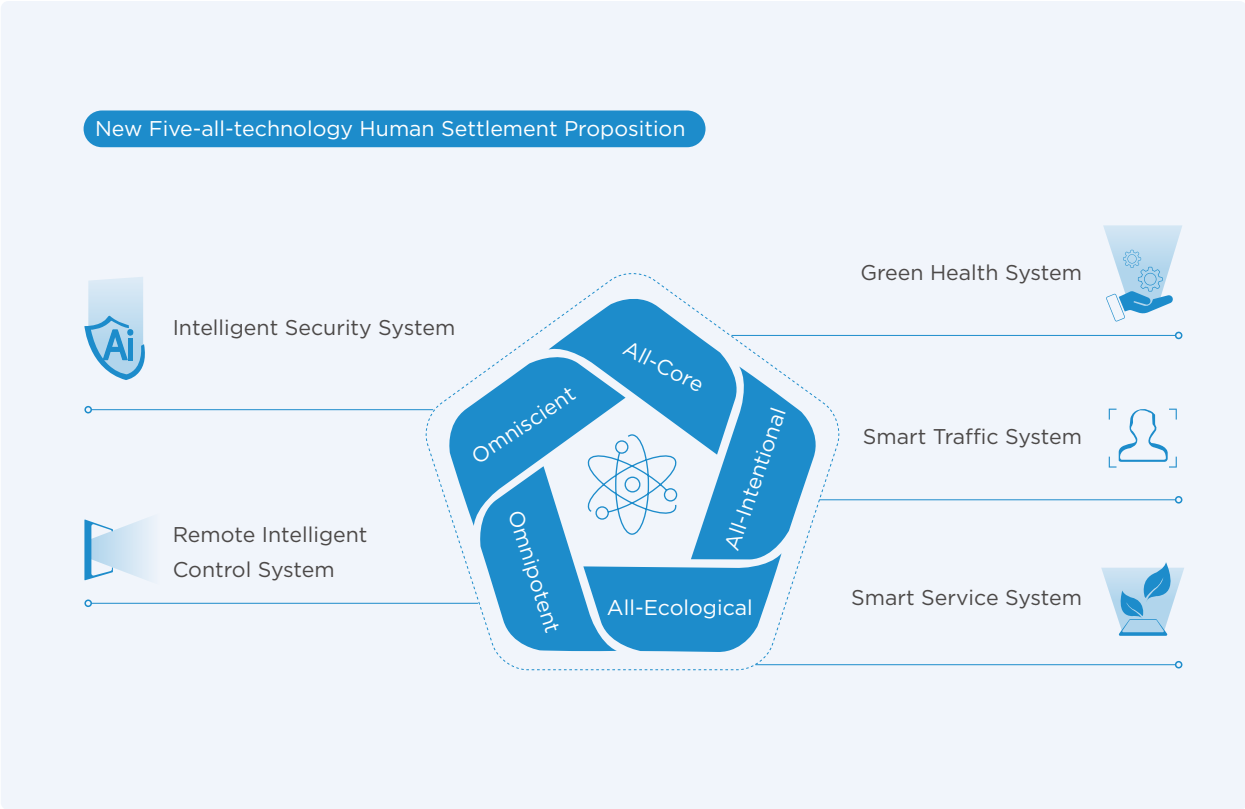 New Five-all-technology Human Settlement Proposition
Intelligent Security System
Remote Intelligent
Control System
Ai
All-Core
Omniscient
All-Intentional
Omnipotent
All-Ecological
Green Health System
Smart Traffic System
Smart Service System